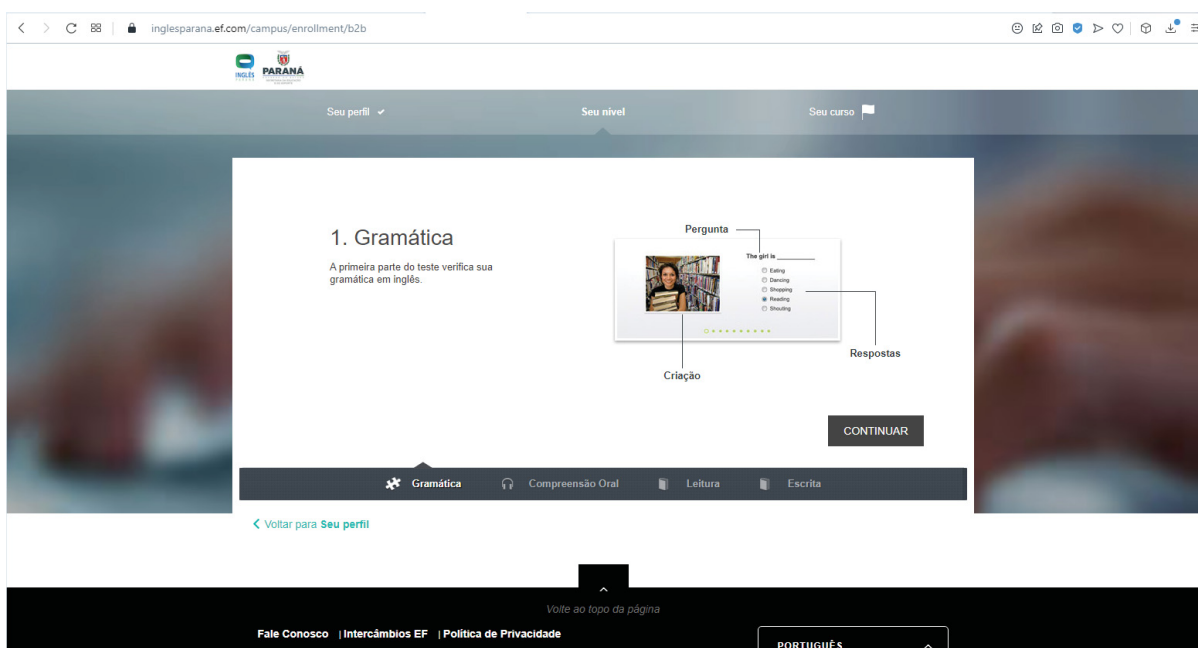 inglesparana.ef.com/campus/enrollment/b2b
INGLÊS
PARANÁ
PARANÁ
Seu perfil
Seu nível
Seu curso
1. Gramática
A primeira parte do teste verifica sua
gramática em inglês.
Pergunta
The girl is ________
Eating
Dancing
Shopping
Reading
Shouting
Respostas
Criação
CONTINUAR
Gramática
Compreensão Oral
Leitura
Escrita
Voltar para Seu perfil
Volte ao topo da página
Fale Conosco | Intercâmbios EF | Política de Privacidade
PORTUGUÊS